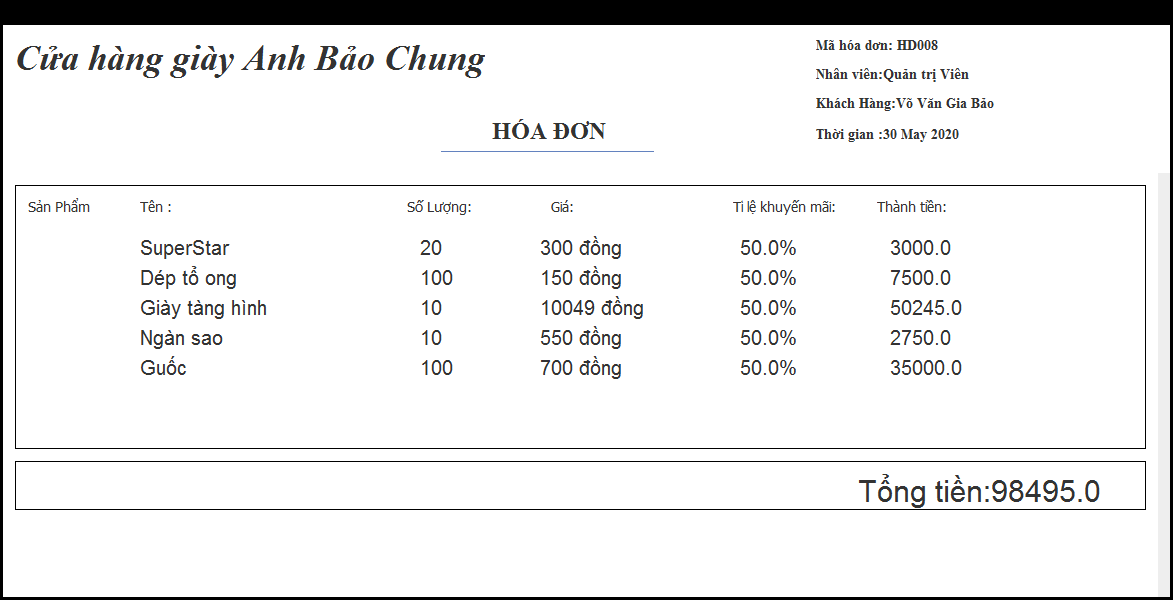 Cửa hàng giày Anh Bảo Chung
Mã hóa đơn: HD008
Nhân viên:Quản trị Viên
Khách Hàng:Võ Văn Gia Bảo
Thời gian :30 May 2020
HÓA ĐƠN
Sản Phẩm Tên : Số Lượng: Giá: Tỉ lệ khuyến mãi: Thành tiền:
SuperStar 20 300 đồng 50.0% 3000.0
Dép tổ ong 100 150 đồng 50.0% 7500.0
Giày tàng hình 10 10049 đồng 50.0% 50245.0
Ngàn sao 10 550 đồng 50.0% 2750.0
Guốc 100 700 đồng 50.0% 35000.0
Tổng tiền:98495.0